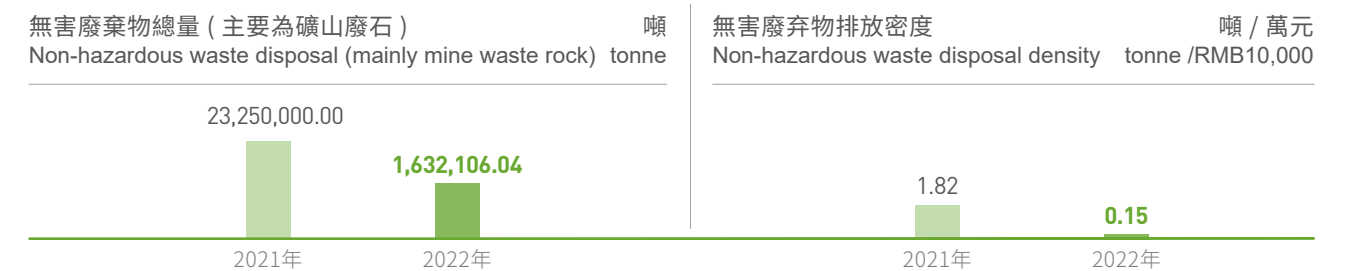 無害廢棄物總量 ( 主要為礦山廢石 ) 噸
Non-hazardous waste disposal (mainly mine waste rock) tonne
23,250,000.00
1,632,106.04
2021年 2022年
無害廢弃物排放密度 噸 / 萬元
Non-hazardous waste disposal density tonne /RMB10,000
1.82
0.15
2021年 2022年